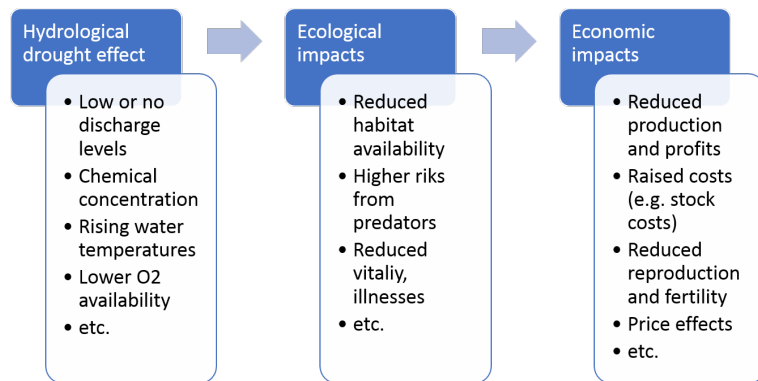 Hydrological
drought effect
• Low or no
discharge
levels
• Chemical
concentration
• Rising water
temperatures
• Lower O2
availability
• etc.
Ecological
impacts
• Reduced
habitat
availability
• Higher riks
from
predators
• Reduced
vitaliy,
illnesses
• etc.
Economic
impacts
• Reduced
production
and profits
• Raised costs
(e.g. stock
costs)
• Reduced
reproduction
and fertility
• Price effects
• etc.